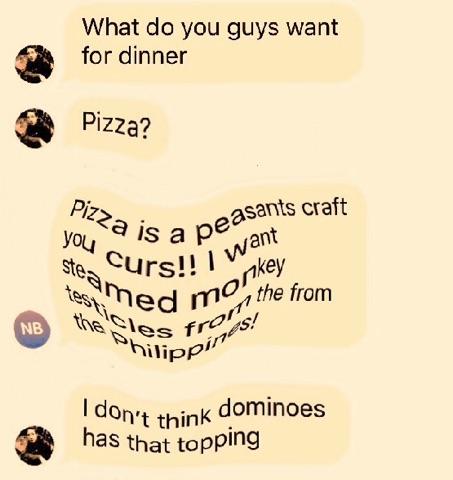 What do you guys want
for dinner
Pizza?
Pizza is a peasants craft
you curs!! I want
steamed monkey
testicles from the from
the Philippines!
NB
I don't think dominoes
has that topping